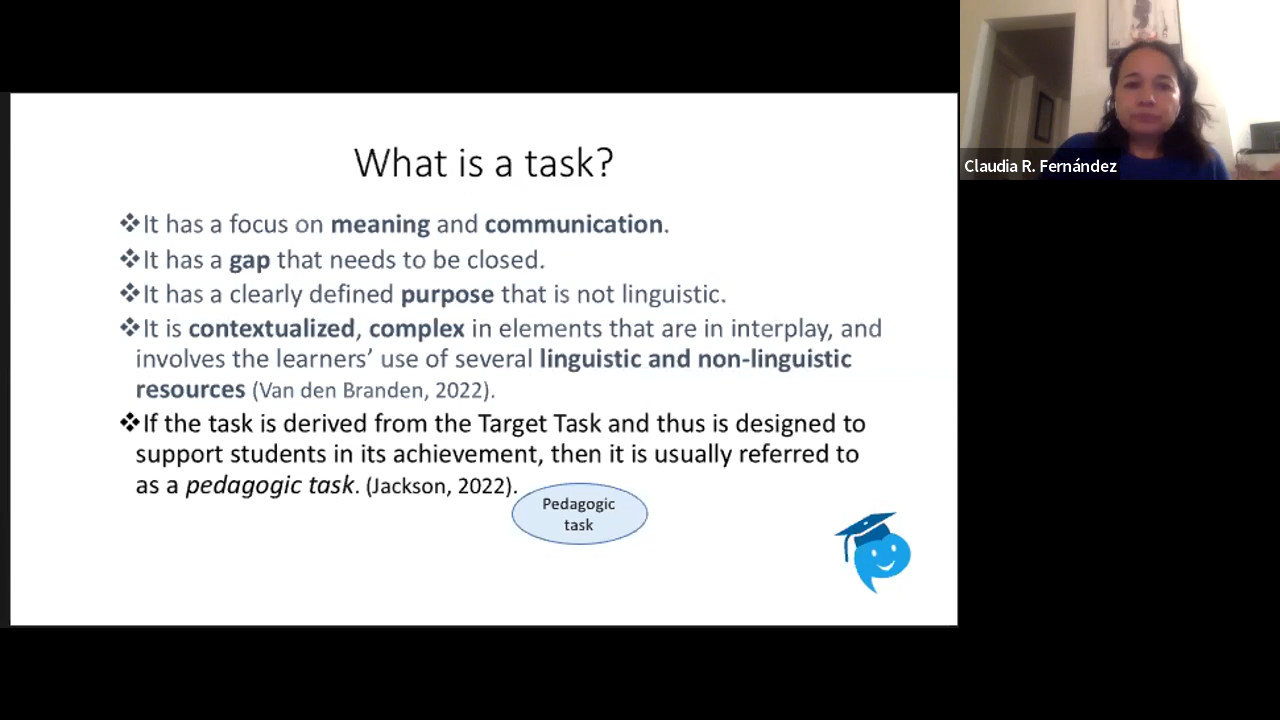 What is a task?
❖It has a focus on meaning and communication.
❖It has a gap that needs to be closed.
❖It has a clearly defined purpose that is not linguistic.
❖It is contextualized, complex in elements that are in interplay, and
involves the learners’ use of several linguistic and non-linguistic
resources (Van den Branden, 2022).
❖If the task is derived from the Target Task and thus is designed to
support students in its achievement, then it is usually referred to
as a pedagogic task. (Jackson, 2022).
Pedagogic
task
Claudia R. Fernández